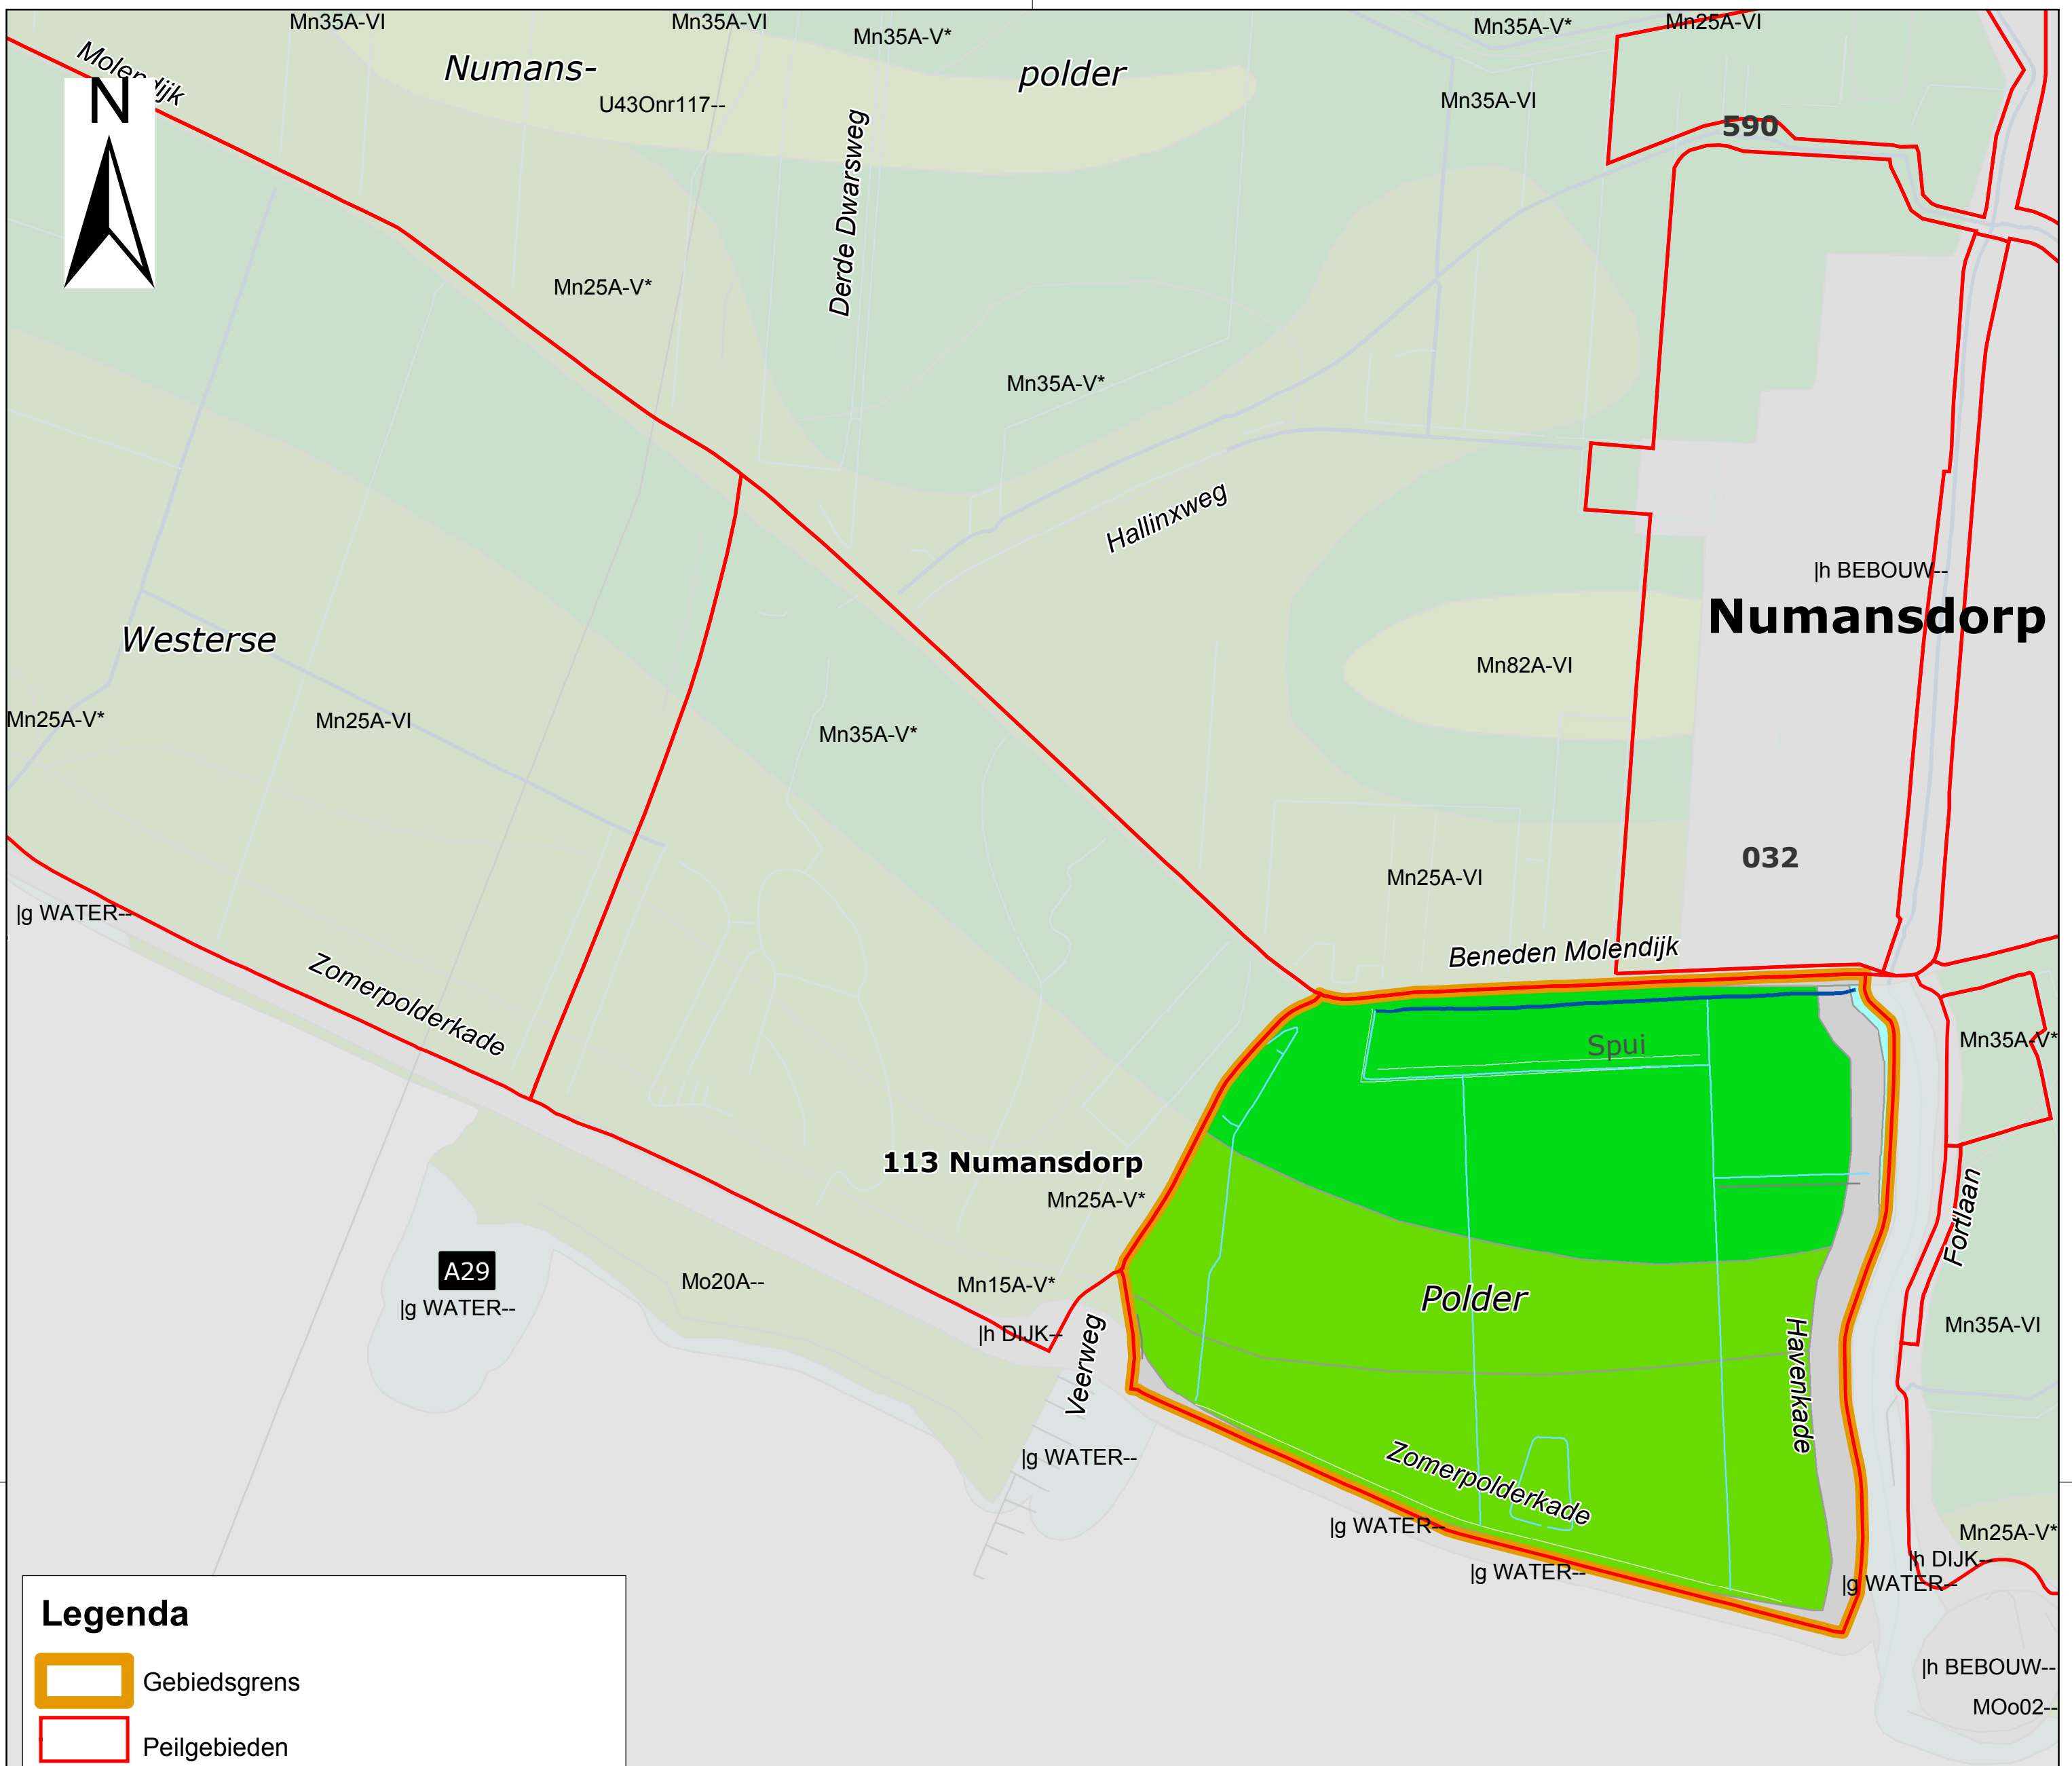 Mn35A-VI
Mn35A-VI
Mn35A-V*
Mn35A-V*
Mn25A-VI
Numans-
polder
N
U43Onr117--
Mn35A-VI
590
Derde Dwarsweg
Mn25A-V*
Mn35A-V*
Hallinxweg
|h BEBOUW--
Numansdorp
Westerse
Mn82A-VI
Mn25A-V*
Mn25A-VI
Mn35A-V*
032
Mn25A-VI
|g WATER--
Beneden Molendijk
Zomerpolderkade
Spui
Mn35A-V*
113 Numansdorp
Mn25A-V*
Fortlaan
A29
|g WATER--
Mo20A--
Mn15A-V*
Polder
|h DIJK--
Mn35A-VI
Veerweg
Havenkade
|g WATER--
Zomerpolderkade
|g WATER--
Mn25A-V*
|h DIJK--
|g WATER--
|g WATER--
Legenda
Gebiedsgrens
Peilgebieden
|h BEBOUW--
MOo02--